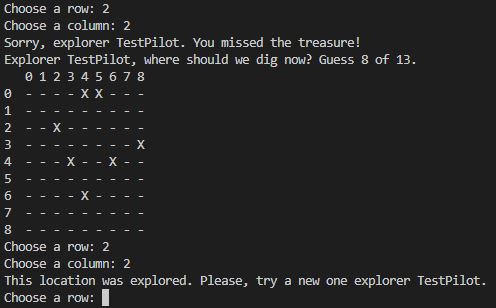 Choose a row: 2
Choose a column: 2
Sorry, explorer TestPilot. You missed the treasure!
Explorer TestPilot, where should we dig now? Guess 8 of 13.
  0 1 2 3 4 5 6 7 8
0 - - - - X X - - -
1 - - - - - - - - -
2 - - X - - - - - -
3 - - - - - - - - X
4 - - - X - - X - -
5 - - - - - - - - -
6 - - - - X - - - -
7 - - - - - - - - -
8 - - - - - - - - -
Choose a row: 2
Choose a column: 2
This location was explored. Please, try a new one explorer TestPilot.
Choose a row: